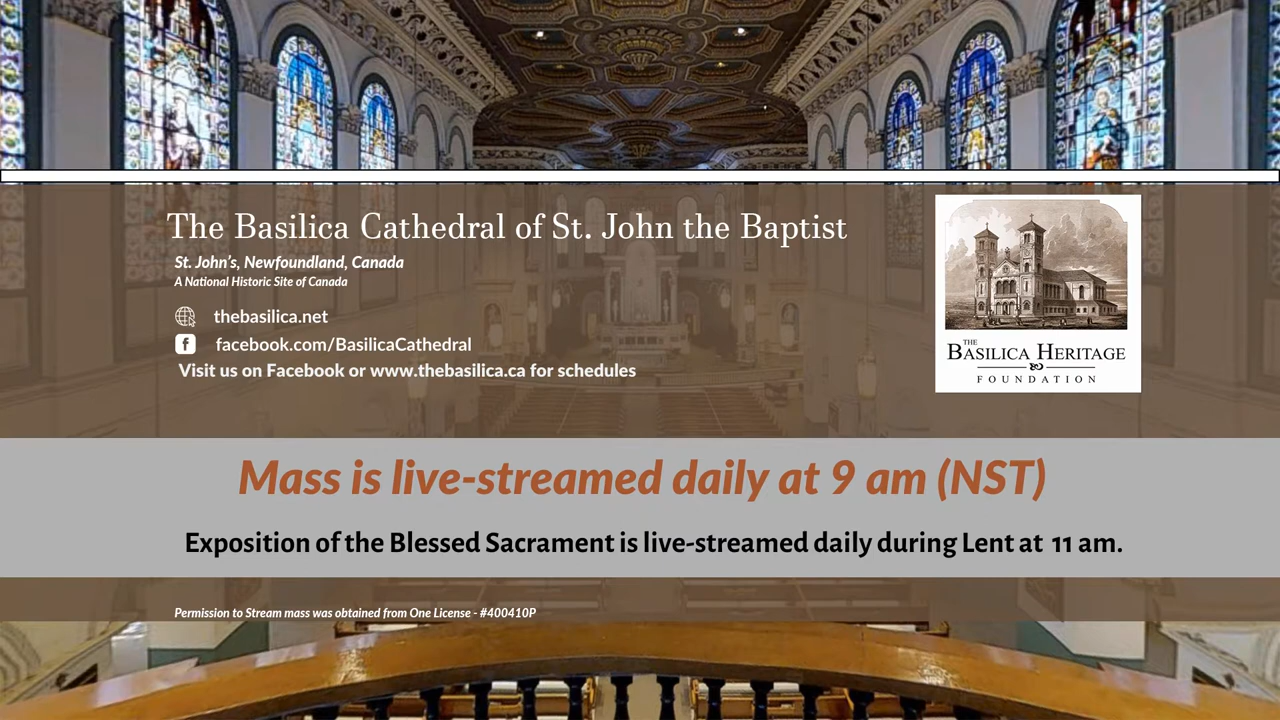 The Basilica Cathedral of St. John the Baptist
St. John's, Newfoundland, Canada
A National Historic Site of Canada
thebasilica.net
facebook.com/BasilicaCathedral
Visit us on Facebook or www.thebasilica.ca for schedules
THE
BASILICA HERITAGE
FOUNDATION
Mass is live-streamed daily at 9 am (NST)
Exposition of the Blessed Sacrament is live-streamed daily during Lent at 11 am.
Permission to Stream mass was obtained from One License - #400410P